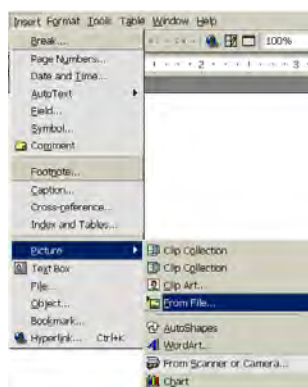 Insert Format Tools Table Window Help
Break...
100%
Page Numbers...
Date and Time...
2 3
AutoText
Field...
Symbol...
Comment
Footnote...
Caption...
Cross-reference...
Index and Tables...
Picture
Clip Collection
Text Box
Clip Collection
File...
Clip Art...
Object...
From File...
Bookmark...
AutoShapes
Hyperlink... Ctrl+K
WordArt...
From Scanner or Camera...
Chart